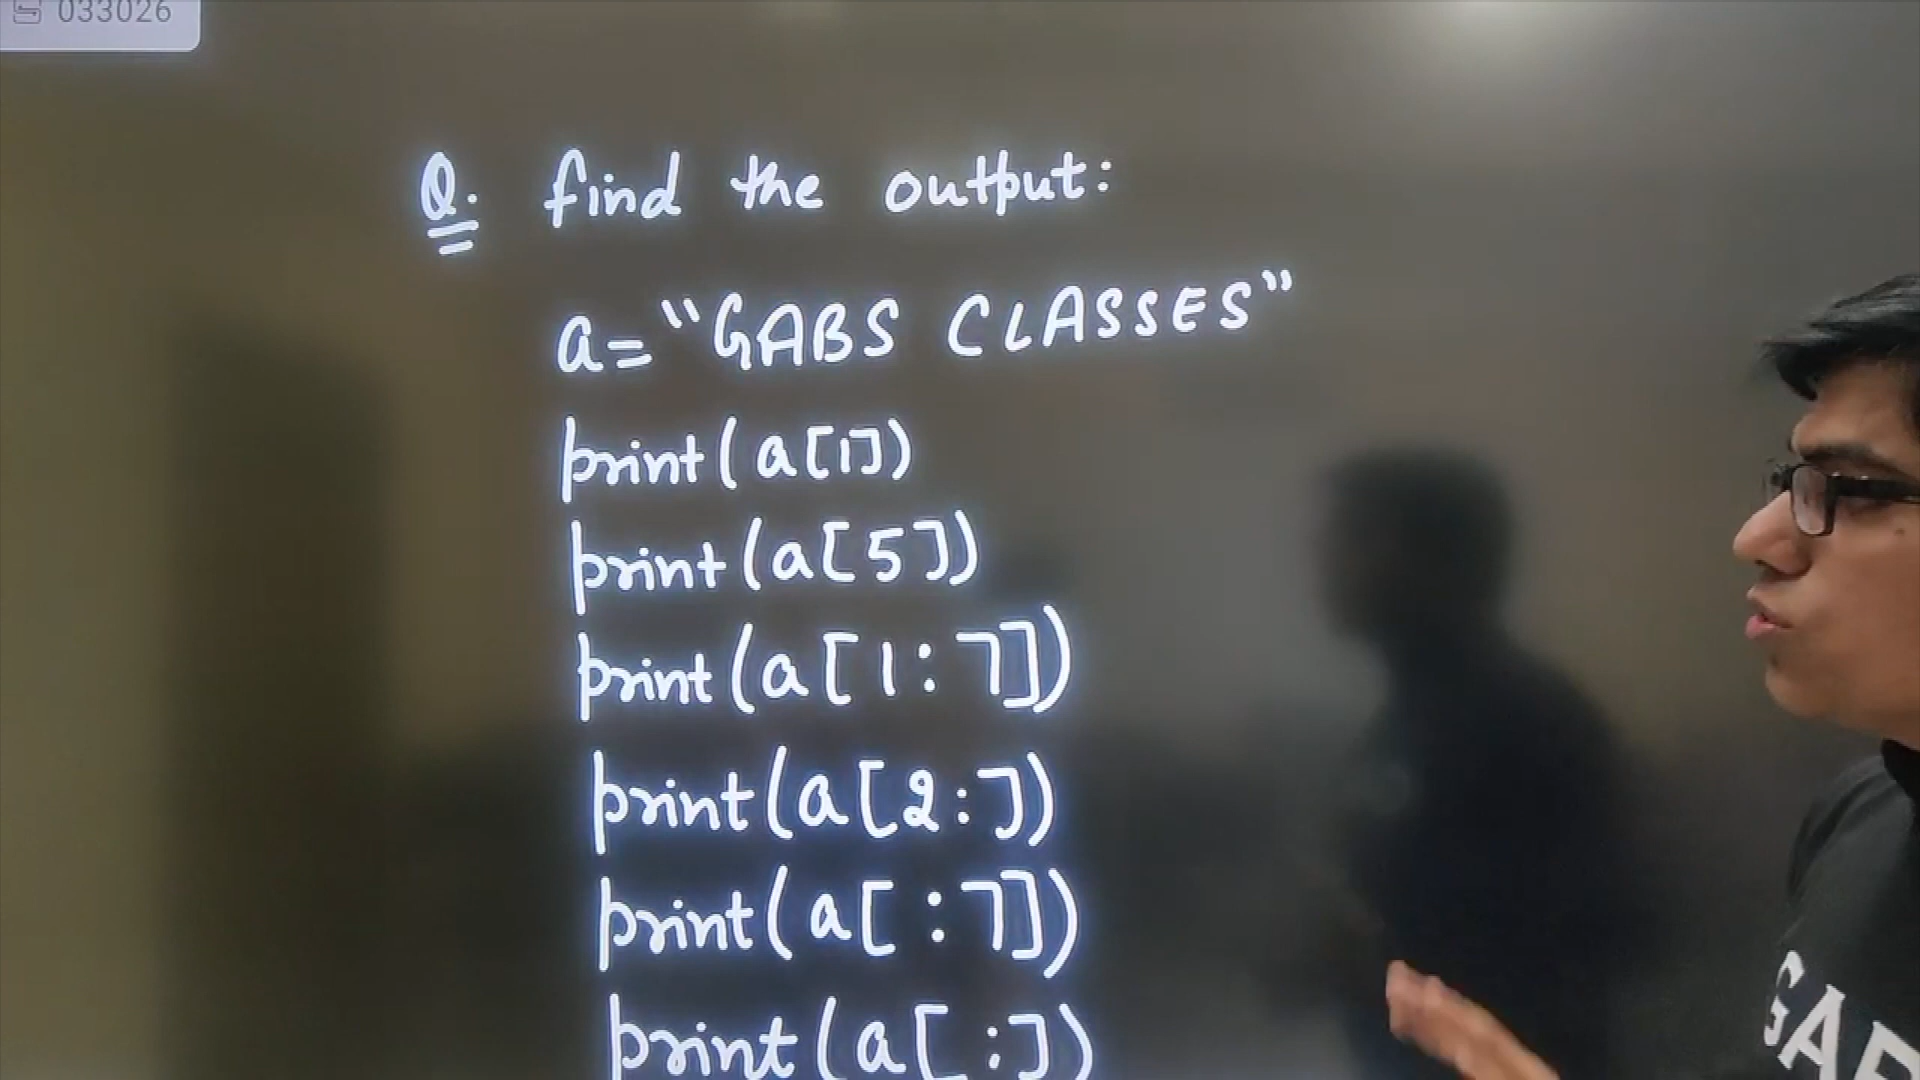 033026
Q. find the output:
a= "GABS CLASSES"
print(a[1])
print(a[5])
print(a[1:7])
print(a[2:])
print(a[:7])
print(a[:])